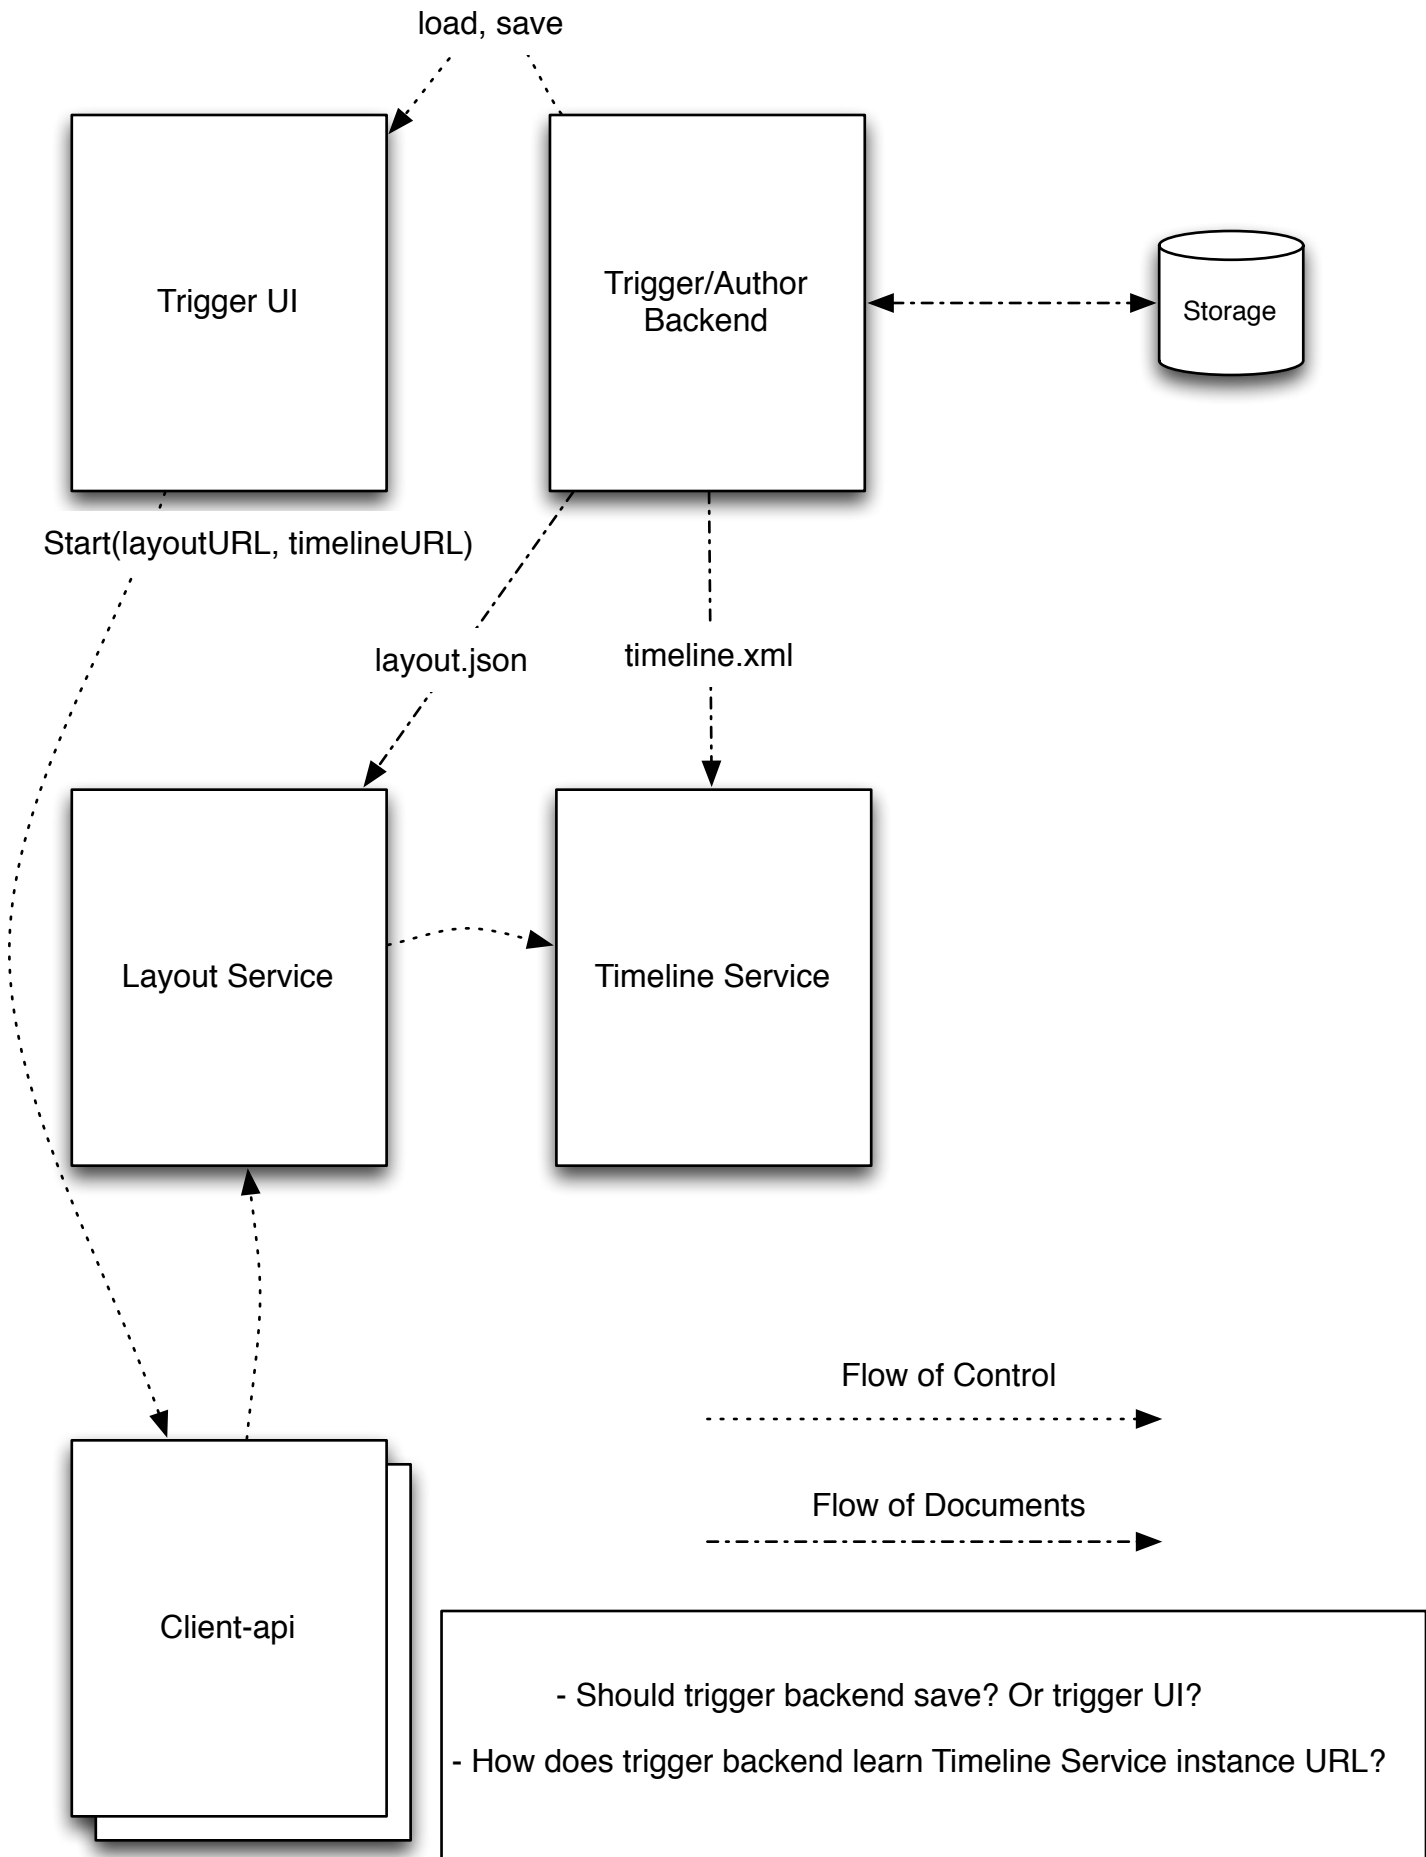 load, save
Trigger UI
Trigger/Author
Backend
Storage
Start(layoutURL, timelineURL)
layout.json
timeline.xml
Layout Service
Timeline Service
Flow of Control
Flow of Documents
Client-api
- Should trigger backend save? Or trigger UI?
- How does trigger backend learn Timeline Service instance URL?